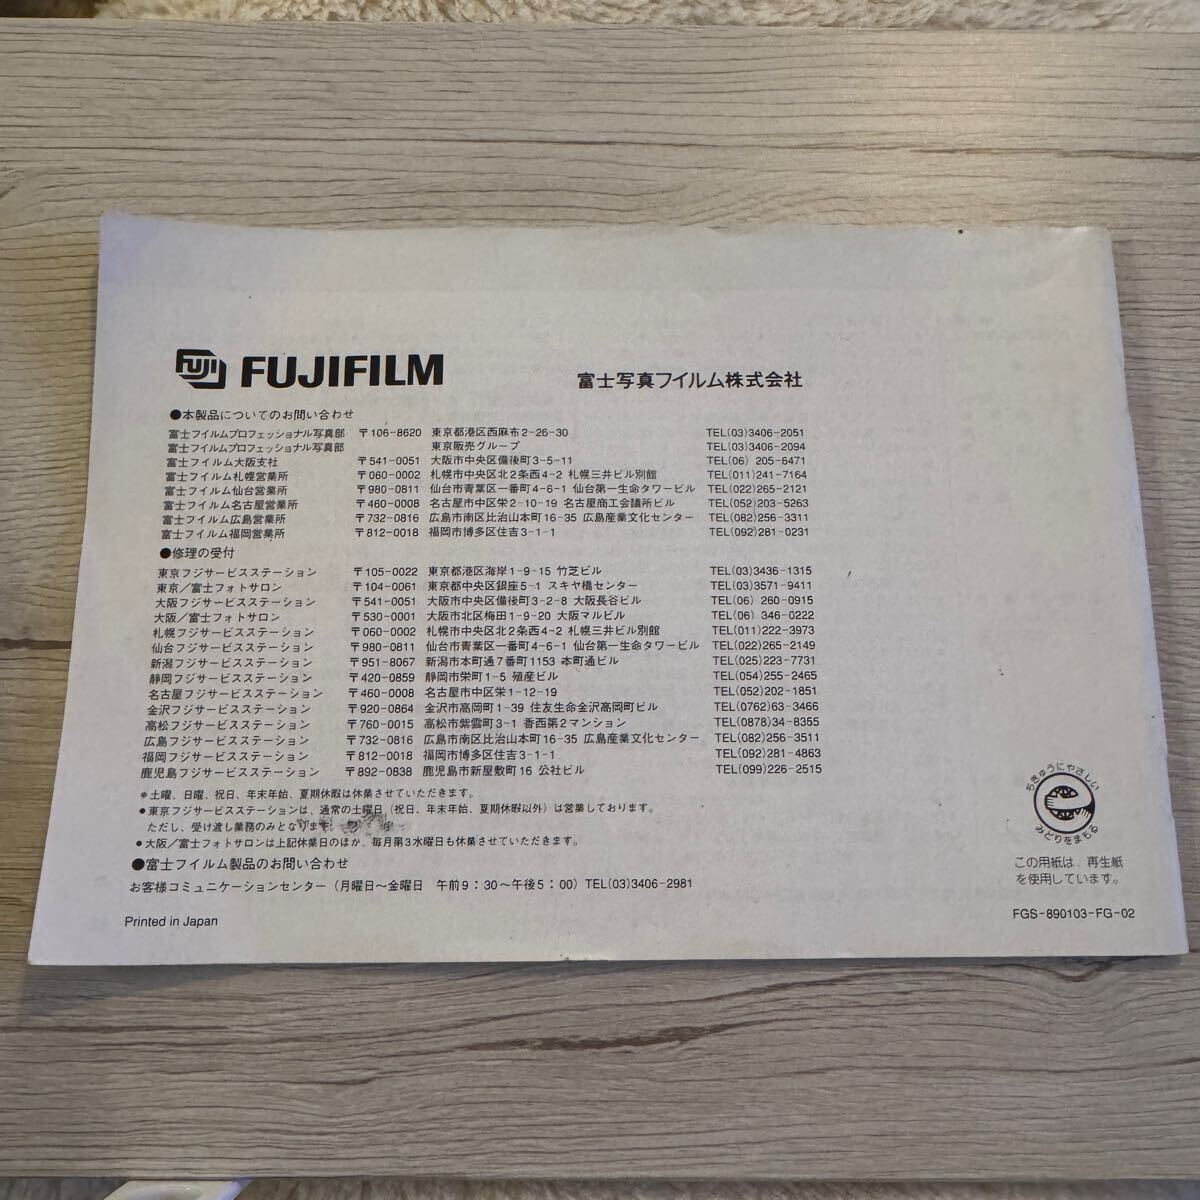 FUJI FUJIFILM 富士写真フイルム株式会社
●本製品についてのお問い合わせ
富士フイルムプロフェッショナル写真部 〒106-8620 東京都港区西麻布2-26-30 TEL(03)3406-2051
富士フイルムプロフェッショナル写真部 東京販売グループ TEL(03)3406-2094
富士フイルム大阪支社 〒541-0051 大阪市中央区備後町3-5-11 TEL(06) 205-6471
富士フイルム札幌営業所 〒060-0002 札幌市中央区北2条西4-2 札幌三井ビル別館 TEL(011)241-7164
富士フイルム仙台営業所 〒980-0811 仙台市青葉区一番町4-6-1 仙台第一生命タワービル TEL(022)265-2121
富士フイルム名古屋営業所 〒460-0008 名古屋市中区栄2-10-19 名古屋商工会議所ビル TEL(052)203-5263
富士フイルム広島営業所 〒732-0816 広島市南区比治山本町16-35 広島産業文化センター TEL(082)256-3311
富士フイルム福岡営業所 〒812-0018 福岡市博多区住吉3-1-1 TEL(092)281-0231
●修理の受付
東京フジサービスステーション 〒105-0022 東京都港区海岸1-9-15 竹芝ビル TEL(03)3436-1315
東京/富士フォトサロン 〒104-0061 東京都中央区銀座5-1 スキヤ橋センター TEL(03)3571-9411
大阪フジサービスステーション 〒541-0051 大阪市中央区備後町3-2-8 大阪長谷ビル TEL(06) 260-0915
大阪/富士フォトサロン 〒530-0001 大阪市北区梅田1-9-20 大阪マルビル TEL(06) 346-0222
札幌フジサービスステーション 〒060-0002 札幌市中央区北2条西4-2 札幌三井ビル別館 TEL(011)222-3973
仙台フジサービスステーション 〒980-0811 仙台市青葉区一番町4-6-1 仙台第一生命タワービル TEL(022)265-2149
新潟フジサービスステーション 〒951-8067 新潟市本町通7番町1153 本町通ビル TEL(025)223-7731
静岡フジサービスステーション 〒420-0859 静岡市栄町1-5 殖産ビル TEL(054)255-2465
名古屋フジサービスステーション 〒460-0008 名古屋市中区栄1-12-19 TEL(052)202-1851
金沢フジサービスステーション 〒920-0864 金沢市高岡町1-39 住友生命金沢高岡町ビル TEL(0762)63-3466
高松フジサービスステーション 〒760-0015 高松市紫雲町3-1 香西第2マンション TEL(0878)34-8355
広島フジサービスステーション 〒732-0816 広島市南区比治山本町16-35 広島産業文化センター TEL(082)256-3511
福岡フジサービスステーション 〒812-0018 福岡市博多区住吉3-1-1 TEL(092)281-4863
鹿児島フジサービスステーション 〒892-0838 鹿児島市新屋敷町16 公社ビル TEL(099)226-2515
*土曜、日曜、祝日、年末年始、夏期休暇は休業させていただきます。
●東京フジサービスステーションは、通常の土曜日(祝日、年末年始、夏期休暇以外)は営業しております。
ただし、受け渡し業務のみとなります。
●大阪/富士フォトサロンは上記休業日のほか、毎月第3水曜日も休業させていただきます。
●富士フイルム製品のお問い合わせ
お客様コミュニケーションセンター (月曜日〜金曜日 午前9:30〜午後5:00) TEL(03)3406-2981
Printed in Japan
ちきゅうにやさしい
みどりをまもる
この用紙は、再生紙
を使用しています。
FGS-890103-FG-02